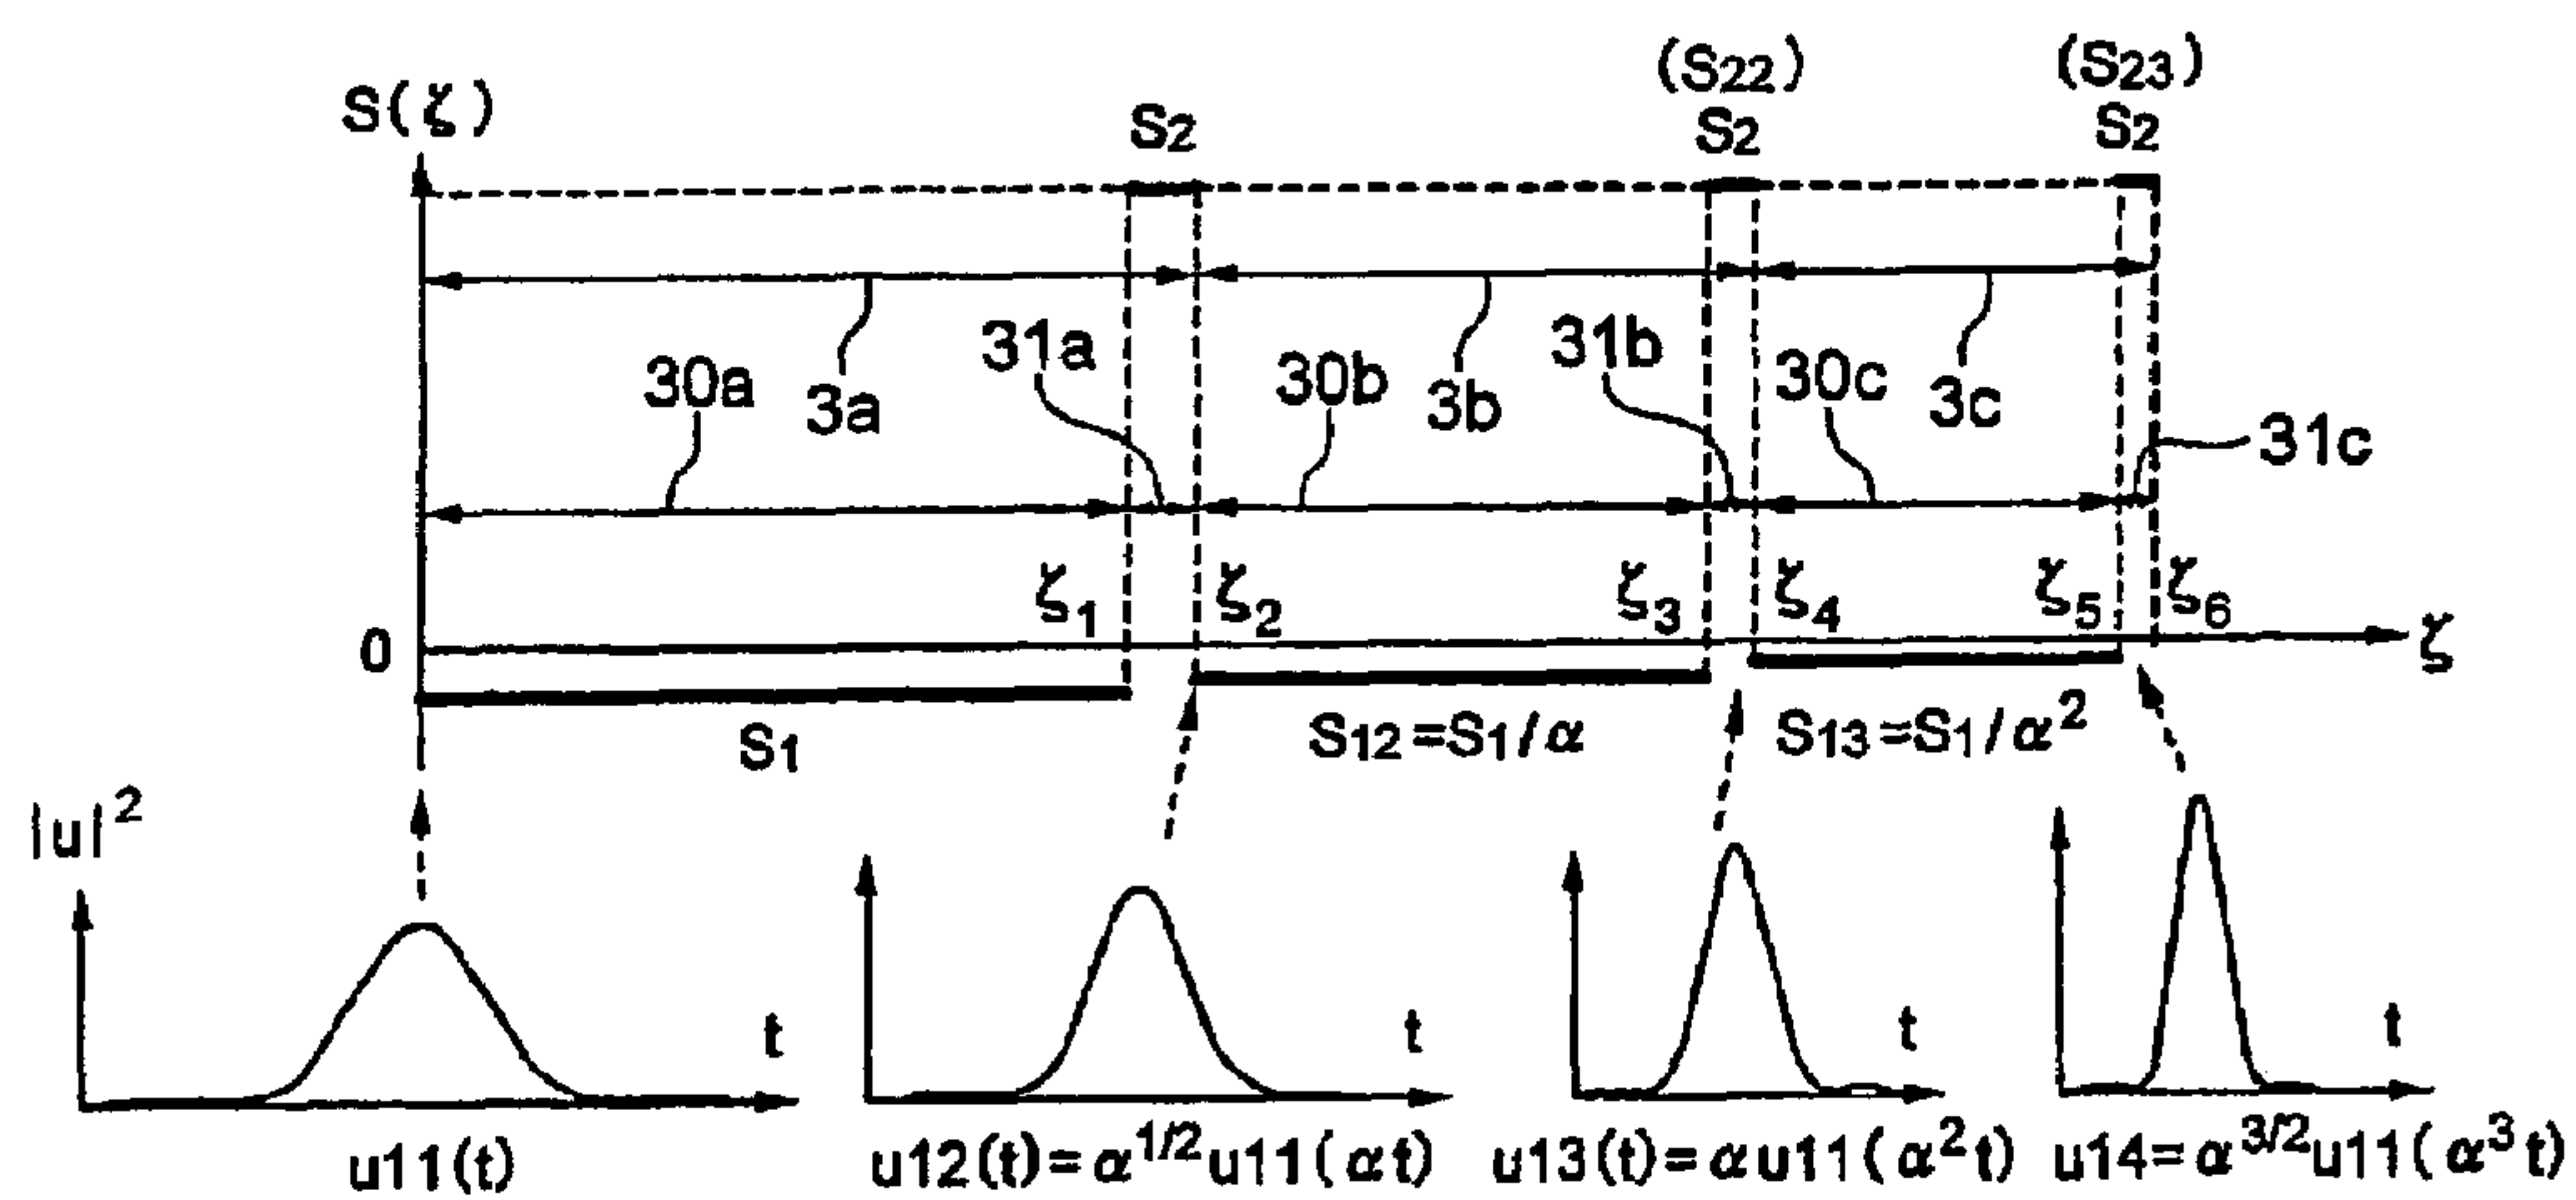 (S22) (S23)
S(ζ) S2 S2 S2
30a 3a 31a 30b 3b 31b 30c 3c 31c
0 ζ1 ζ2 ζ3 ζ4 ζ5 ζ6 ζ
S1 S12=S1/α S13=S1/α²
|u|²
t t t t
u11(t) u12(t)=α^1/2u11(αt) u13(t)=αu11(α²t) u14=α^3/2u11(α³t)